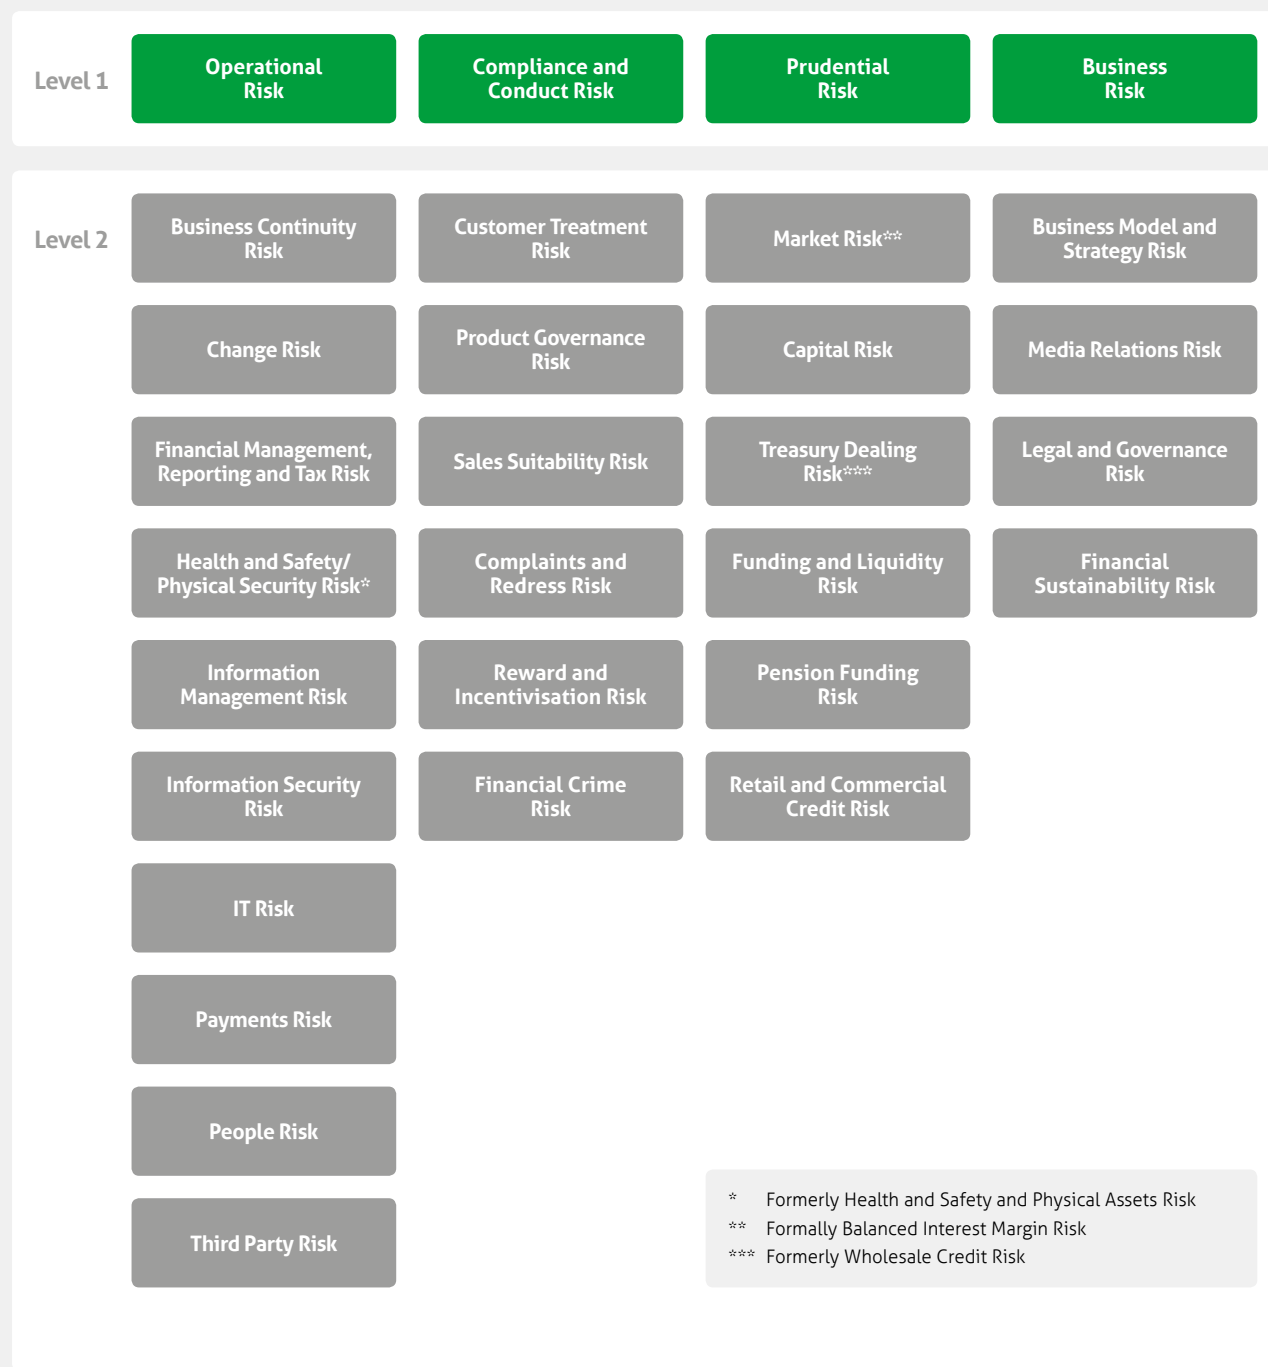 Level 1
Operational
Risk
Compliance and
Conduct Risk
Prudential
Risk
Business
Risk
Level 2
Business Continuity
Risk
Customer Treatment
Risk
Market Risk**
Business Model and
Strategy Risk
Change Risk
Product Governance
Risk
Capital Risk
Media Relations Risk
Financial Management,
Reporting and Tax Risk
Sales Suitability Risk
Treasury Dealing
Risk***
Legal and Governance
Risk
Health and Safety/
Physical Security Risk*
Complaints and
Redress Risk
Funding and Liquidity
Risk
Financial
Sustainability Risk
Information
Management Risk
Reward and
Incentivisation Risk
Pension Funding
Risk
Information Security
Risk
Financial Crime
Risk
Retail and Commercial
Credit Risk
IT Risk
Payments Risk
People Risk
Third Party Risk
* Formerly Health and Safety and Physical Assets Risk
** Formally Balanced Interest Margin Risk
*** Formerly Wholesale Credit Risk